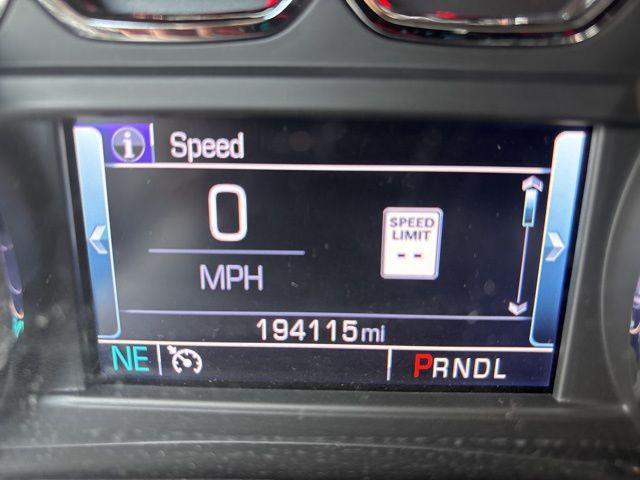 i Speed
0
MPH
SPEED
LIMIT
--
194115mi
NE
PRNDL